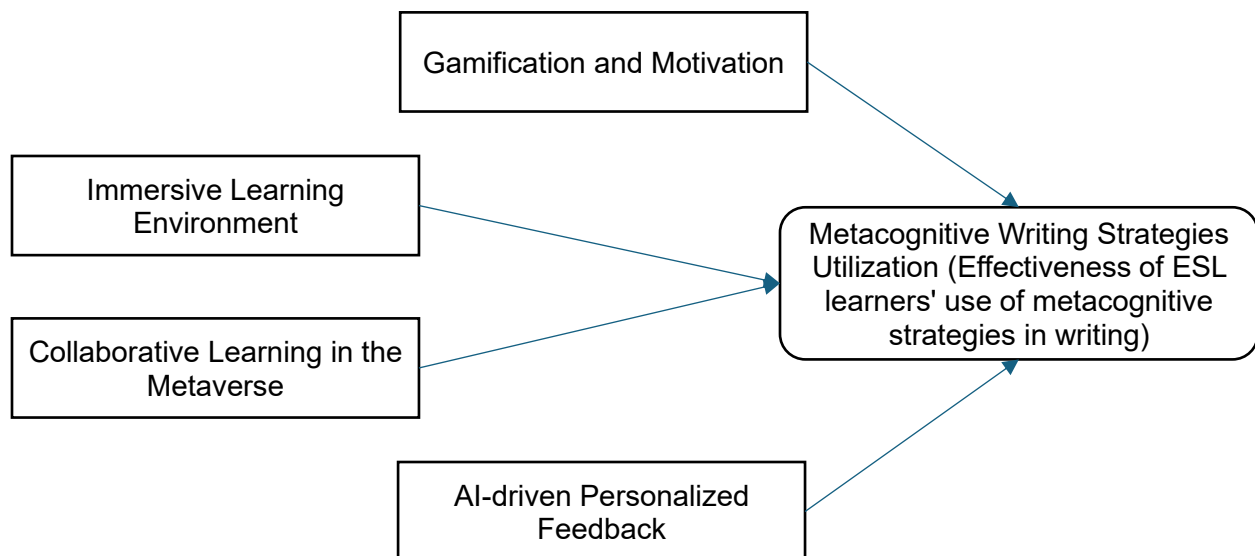 Gamification and Motivation
Immersive Learning
Environment
Metacognitive Writing Strategies
Utilization (Effectiveness of ESL
learners' use of metacognitive
strategies in writing)
Collaborative Learning in the
Metaverse
AI-driven Personalized
Feedback